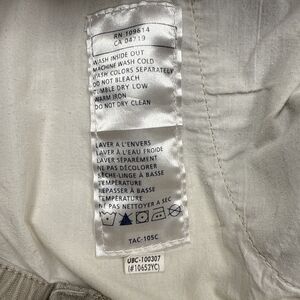 RN 109614
CA 04719
WASH INSIDE OUT
MACHINE WASH COLD
WASH COLORS SEPARATELY
DO NOT BLEACH
TUMBLE DRY LOW
WARM IRON
DO NOT DRY CLEAN
LAVER A L'ENVERS
LAVER À L'EAU FROIDE
LAVER SÉPARÉMENT
NE PAS DÉCOLORER
SÈCHE-LINGE À BASSE
TEMPÉRATURE
REPASSER À BASSE
TEMPÉRATURE
NE PAS NETTOYER A SEC
TAC-105C
UBC-100307
(#10652YC)